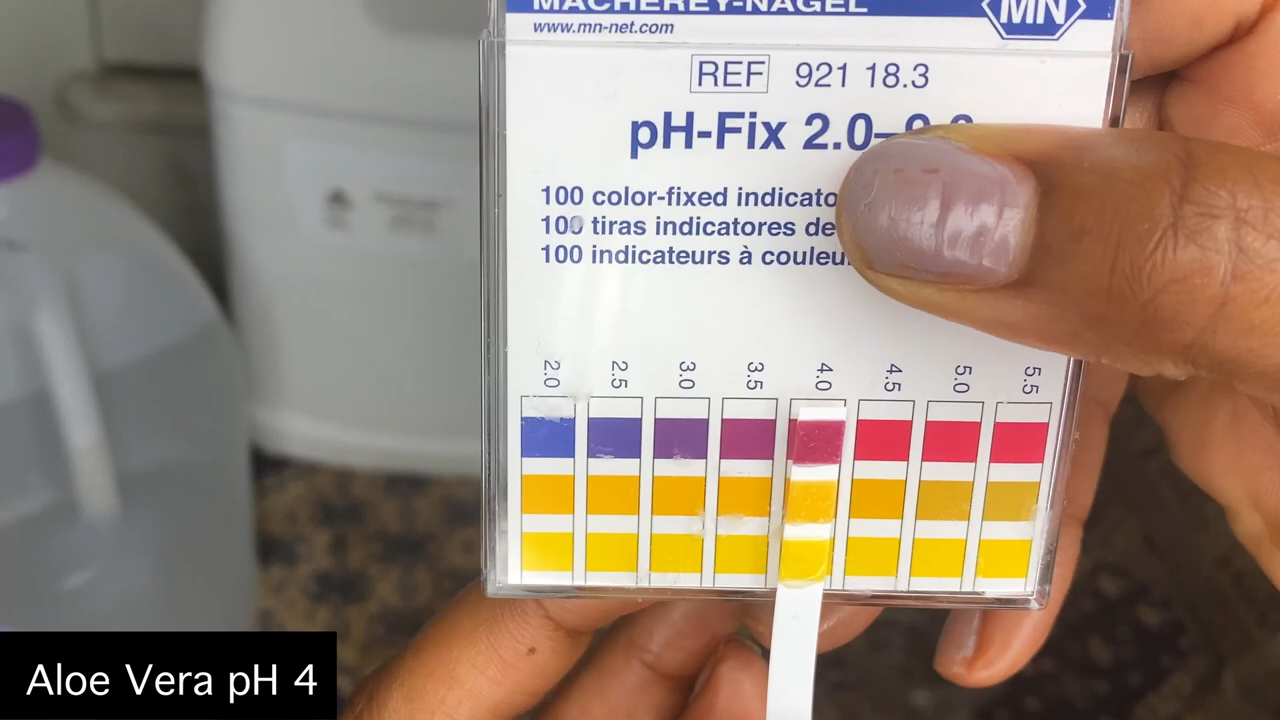 MACHEREY-NAGEL
MN
www.mn-net.com
REF 921 18.3
pH-Fix 2.0–
100 color-fixed
100 tiras indicatores de
100 indicateurs à
2.0 2.5 3.0 3.5 4.0 4.5 5.0 5.5
Aloe Vera pH 4